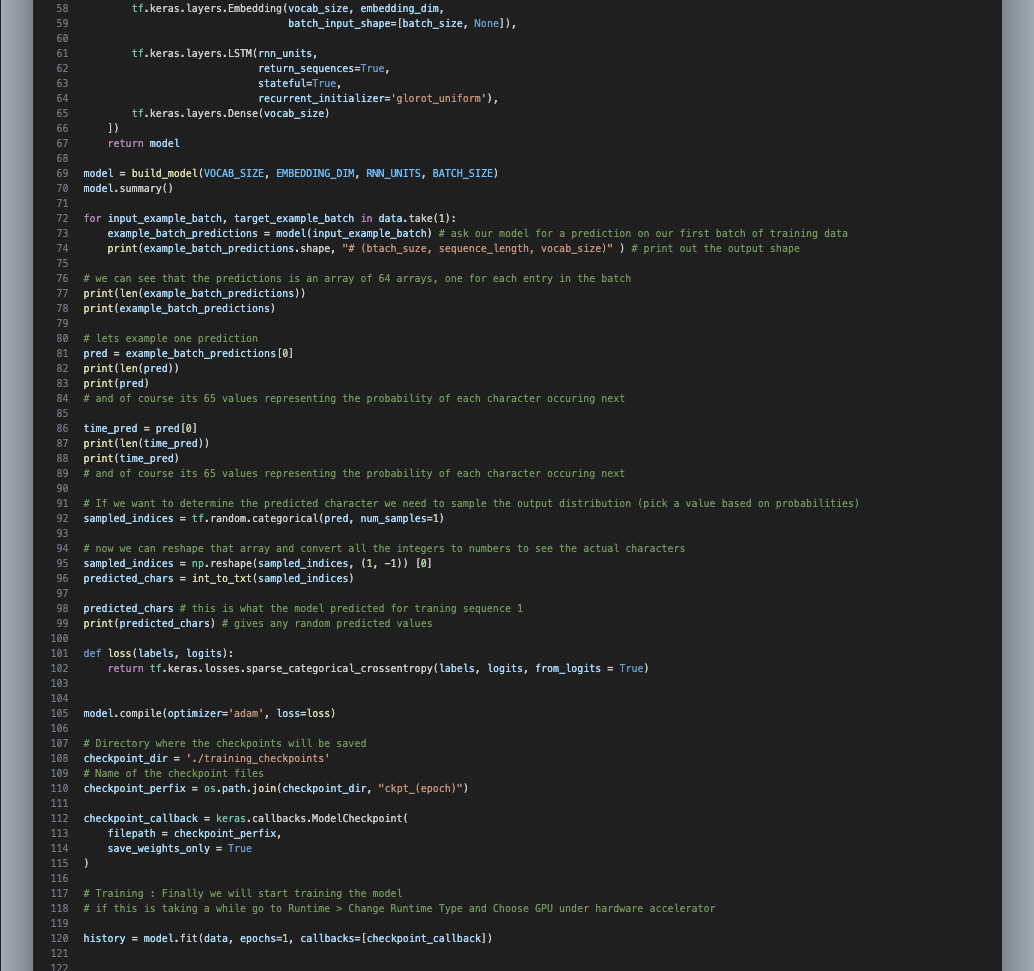 58 tf.keras.layers.Embedding(vocab_size, embedding_dim,
59 batch_input_shape=[batch_size, None]),
60
61 tf.keras.layers.LSTM(rnn_units,
62 return_sequences=True,
63 stateful=True,
64 recurrent_initializer='glorot_uniform'),
65 tf.keras.layers.Dense(vocab_size)
66 ])
67 return model
68
69 model = build_model(VOCAB_SIZE, EMBEDDING_DIM, RNN_UNITS, BATCH_SIZE)
70 model.summary()
71
72 for input_example_batch, target_example_batch in data.take(1):
73 example_batch_predictions = model(input_example_batch) # ask our model for a prediction on our first batch of training data
74 print(example_batch_predictions.shape, "# (btach_suze, sequence_length, vocab_size)" ) # print out the output shape
75
76 # we can see that the predictions is an array of 64 arrays, one for each entry in the batch
77 print(len(example_batch_predictions))
78 print(example_batch_predictions)
79
80 # lets example one prediction
81 pred = example_batch_predictions[0]
82 print(len(pred))
83 print(pred)
84 # and of course its 65 values representing the probability of each character occuring next
85
86 time_pred = pred[0]
87 print(len(time_pred))
88 print(time_pred)
89 # and of course its 65 values representing the probability of each character occuring next
90
91 # If we want to determine the predicted character we need to sample the output distribution (pick a value based on probabilities)
92 sampled_indices = tf.random.categorical(pred, num_samples=1)
93
94 # now we can reshape that array and convert all the integers to numbers to see the actual characters
95 sampled_indices = np.reshape(sampled_indices, (1, -1)) [0]
96 predicted_chars = int_to_txt(sampled_indices)
97
98 predicted_chars # this is what the model predicted for traning sequence 1
99 print(predicted_chars) # gives any random predicted values
100
101 def loss(labels, logits):
102 return tf.keras.losses.sparse_categorical_crossentropy(labels, logits, from_logits = True)
103
104
105 model.compile(optimizer='adam', loss=loss)
106
107 # Directory where the checkpoints will be saved
108 checkpoint_dir = './training_checkpoints'
109 # Name of the checkpoint files
110 checkpoint_perfix = os.path.join(checkpoint_dir, "ckpt_(epoch)")
111
112 checkpoint_callback = keras.callbacks.ModelCheckpoint(
113 filepath = checkpoint_perfix,
114 save_weights_only = True
115 )
116
117 # Training : Finally we will start training the model
118 # if this is taking a while go to Runtime > Change Runtime Type and Choose GPU under hardware accelerator
119
120 history = model.fit(data, epochs=1, callbacks=[checkpoint_callback])
121
122